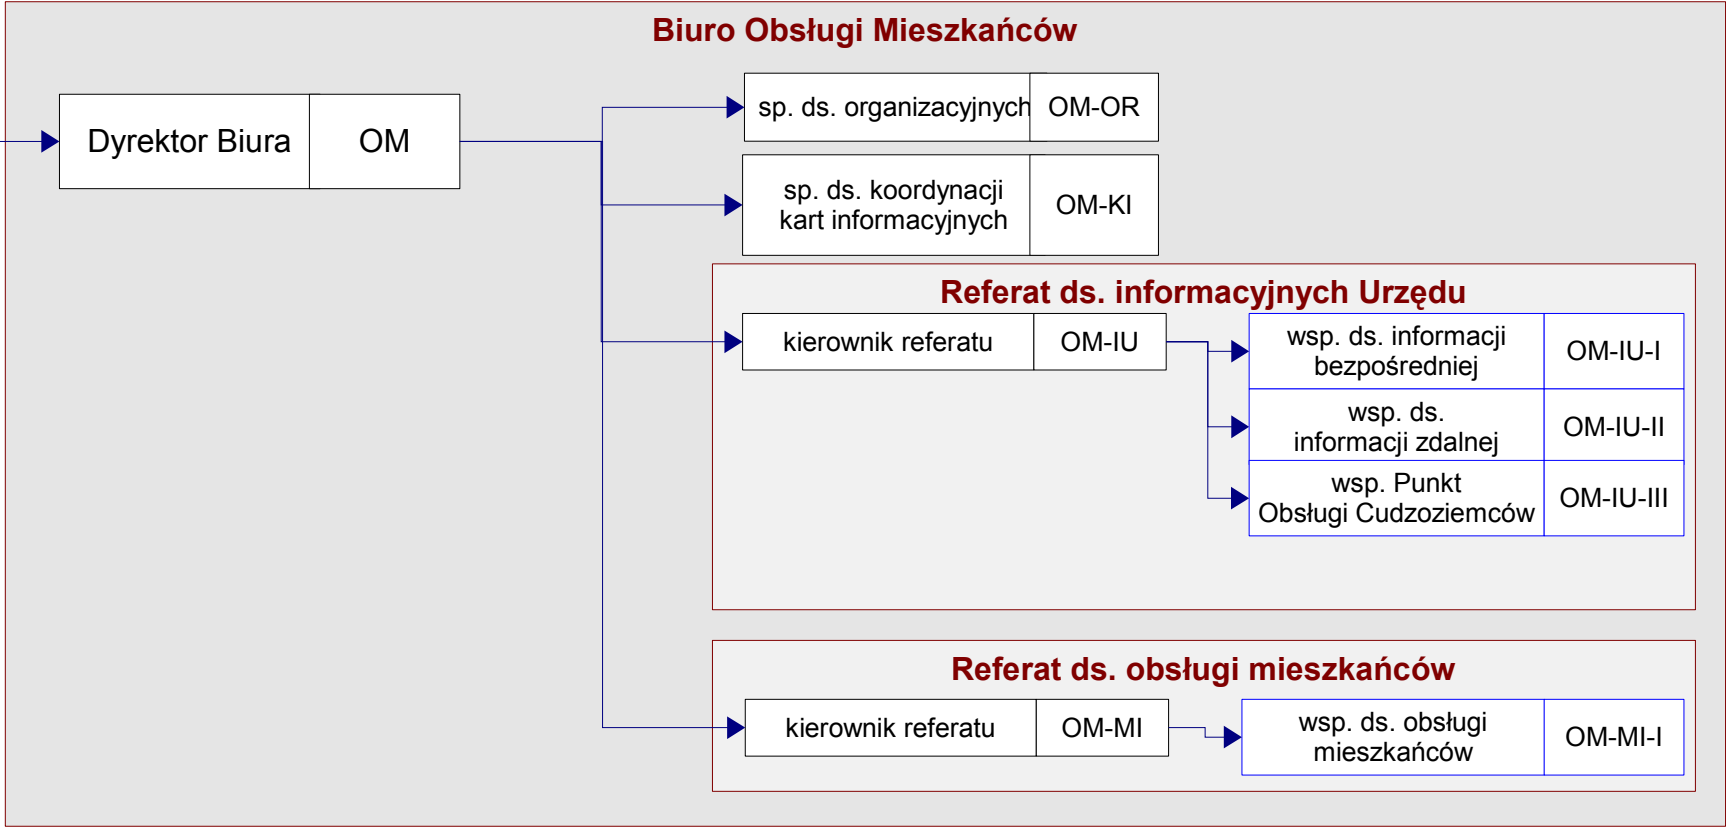 Biuro Obsługi Mieszkańców
Dyrektor Biura OM
sp. ds. organizacyjnych OM-OR
sp. ds. koordynacji
kart informacyjnych
OM-KI
Referat ds. informacyjnych Urzędu
kierownik referatu OM-IU
wsp. ds. informacji
bezpośredniej
OM-IU-I
wsp. ds.
informacji zdalnej
OM-IU-II
wsp. Punkt
Obsługi Cudzoziemców
OM-IU-III
Referat ds. obsługi mieszkańców
kierownik referatu OM-MI
wsp. ds. obsługi
mieszkańców
OM-MI-I